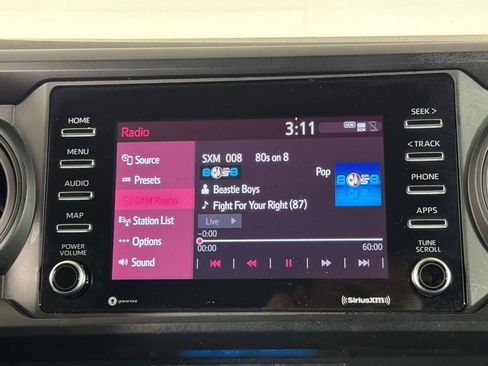 HOME
MENU
AUDIO
MAP
POWER
VOLUME
Radio
3:11
DCM
Source
Presets
SXM Replay
Station List
Options
Sound
SXM 008 80s on 8
Pop
Beastie Boys
Fight For Your Right (87)
Live
-0:00
00:00
60:00
SEEK >
< TRACK
PHONE
APPS
TUNE
SCROLL
gracenote
SiriusXM